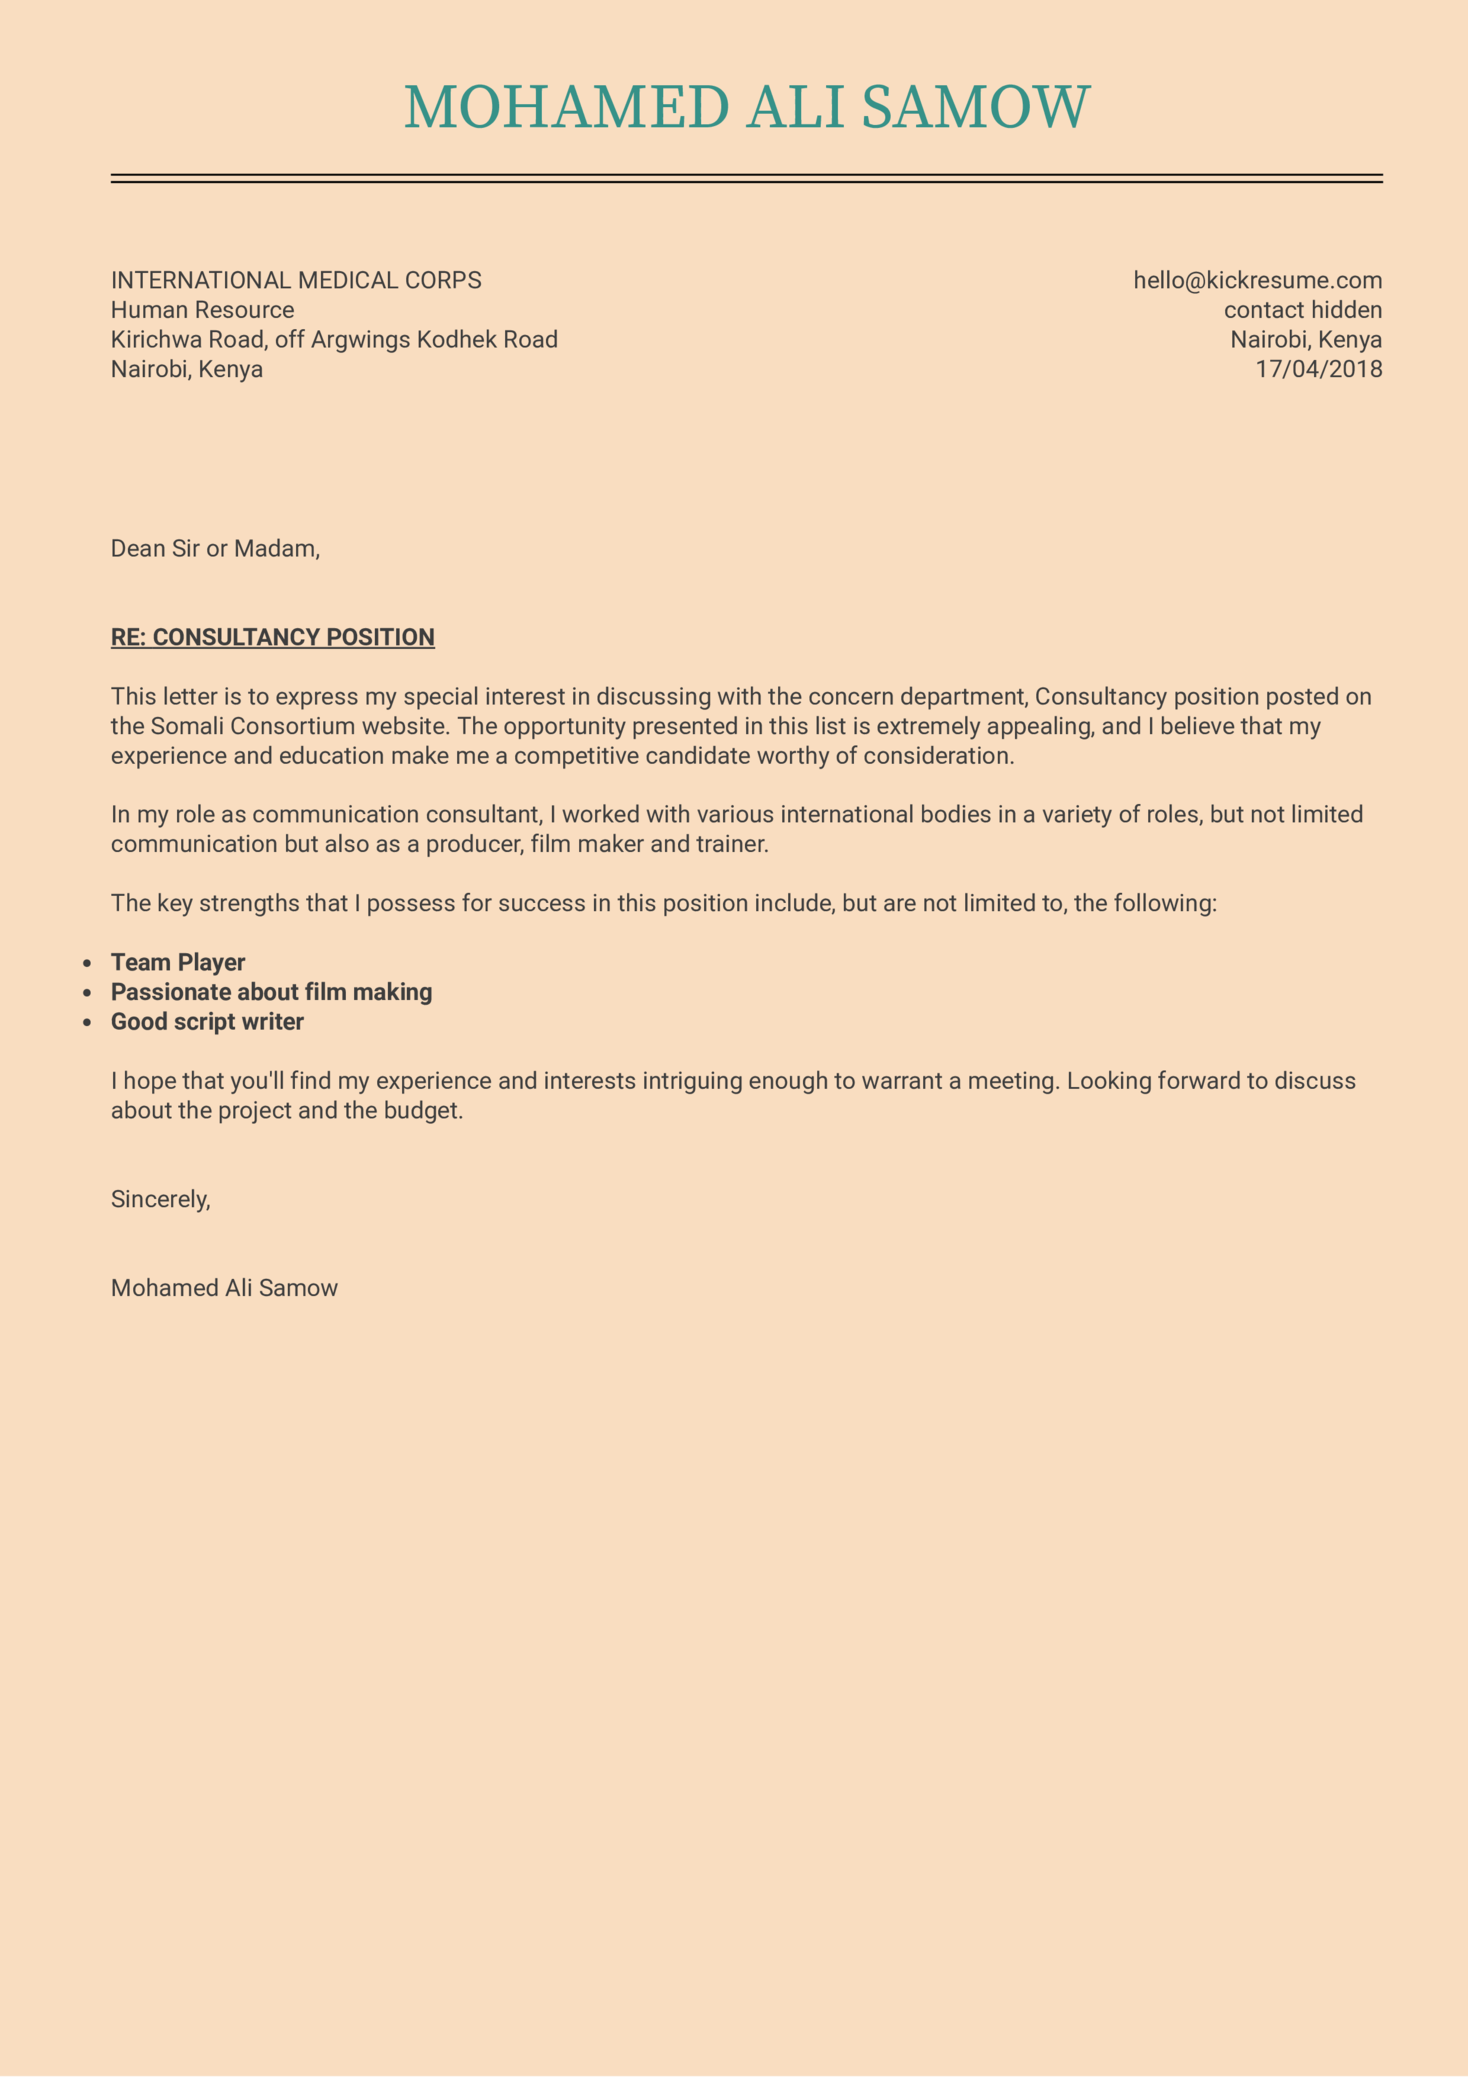 MOHAMED ALI SAMOW
INTERNATIONAL MEDICAL CORPS
Human Resource
Kirichwa Road, off Argwings Kodhek Road
Nairobi, Kenya
hello@kickresume.com
contact hidden
Nairobi, Kenya
17/04/2018
Dean Sir or Madam,
RE: CONSULTANCY POSITION
This letter is to express my special interest in discussing with the concern department, Consultancy position posted on
the Somali Consortium website. The opportunity presented in this list is extremely appealing, and I believe that my
experience and education make me a competitive candidate worthy of consideration.
In my role as communication consultant, I worked with various international bodies in a variety of roles, but not limited
communication but also as a producer, film maker and trainer.
The key strengths that I possess for success in this position include, but are not limited to, the following:
• Team Player
• Passionate about film making
• Good script writer
I hope that you'll find my experience and interests intriguing enough to warrant a meeting. Looking forward to discuss
about the project and the budget.
Sincerely,
Mohamed Ali Samow